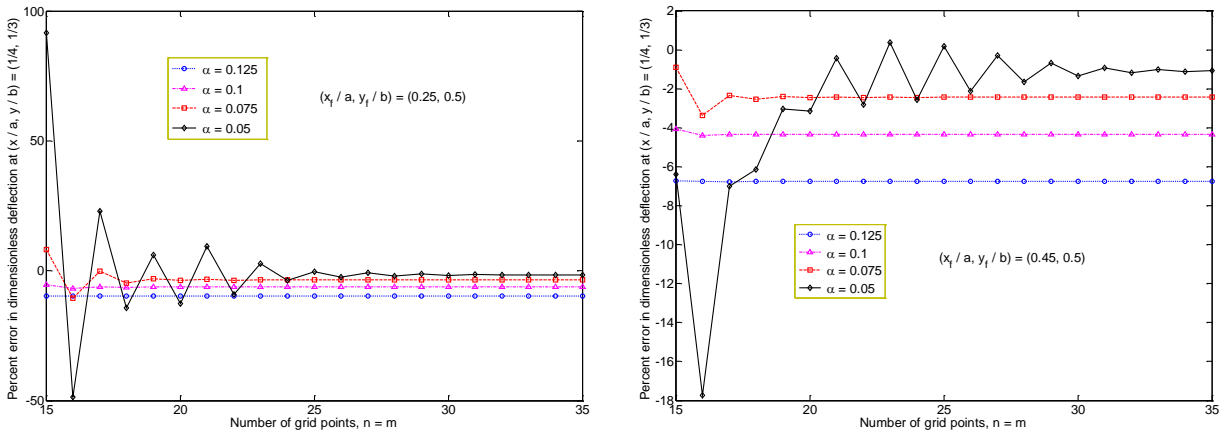 Percent error in dimensionless deflection at (x / a, y / b) = (1/4, 1/3)
100
50
0
-50
α = 0.125
α = 0.1
α = 0.075
α = 0.05
(x_f / a, y_f / b) = (0.25, 0.5)
15 20 25 30 35
Number of grid points, n = m
Percent error in dimensionless deflection at (x / a, y / b) = (1/4, 1/3)
2
0
-2
-4
-6
-8
-10
-12
-14
-16
-18
α = 0.125
α = 0.1
α = 0.075
α = 0.05
(x_f / a, y_f / b) = (0.45, 0.5)
15 20 25 30 35
Number of grid points, n = m